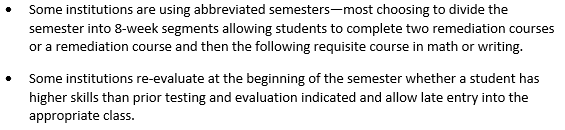 • Some institutions are using abbreviated semesters—most choosing to divide the
semester into 8-week segments allowing students to complete two remediation courses
or a remediation course and then the following requisite course in math or writing.
• Some institutions re-evaluate at the beginning of the semester whether a student has
higher skills than prior testing and evaluation indicated and allow late entry into the
appropriate class.